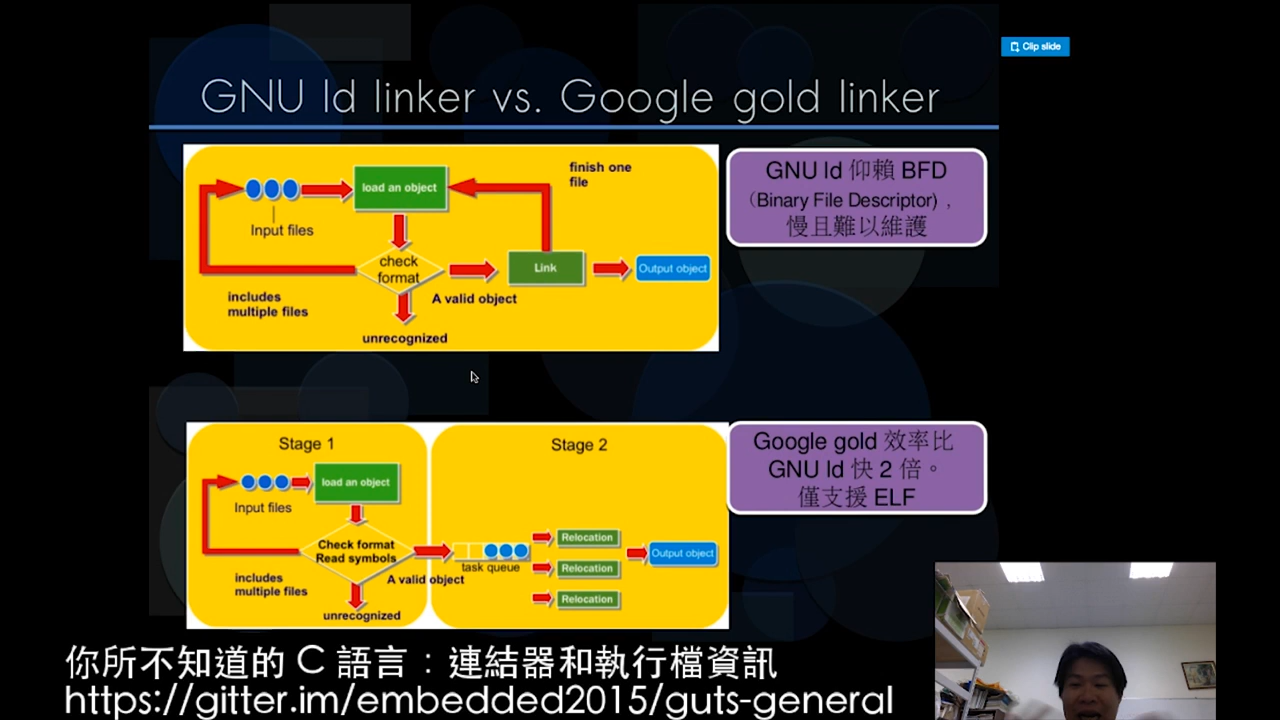 Clip slide
GNU ld linker vs. Google gold linker
finish one
file
load an object
Input files
check
format
Link
Output object
includes
multiple files
A valid object
unrecognized
GNU ld 仰賴 BFD
(Binary File Descriptor),
慢且難以維護
Stage 1
Stage 2
load an object
Input files
Check format
Read symbols
includes
multiple files
A valid object
unrecognized
task queue
Relocation
Relocation
Relocation
Output object
Google gold 效率比
GNU ld 快 2 倍。
僅支援 ELF
你所不知道的 C 語言：連結器和執行檔資訊
https://gitter.im/embedded2015/guts-general